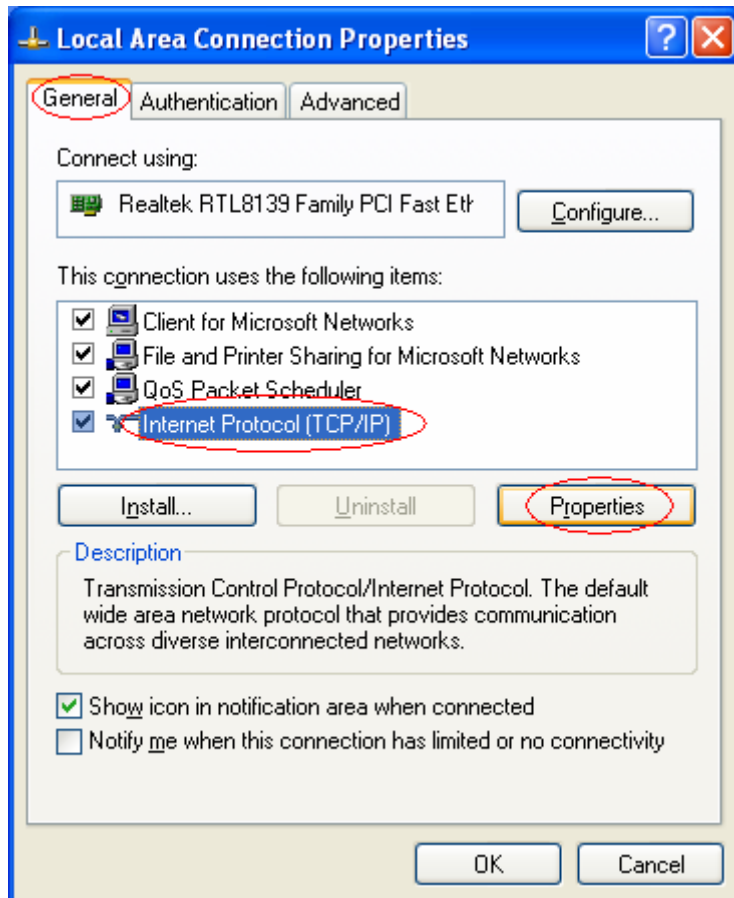 Local Area Connection Properties
General Authentication Advanced
Connect using:
Realtek RTL8139 Family PCI Fast Eth
Configure...
This connection uses the following items:
Client for Microsoft Networks
File and Printer Sharing for Microsoft Networks
QoS Packet Scheduler
Internet Protocol (TCP/IP)
Install... Uninstall Properties
Description
Transmission Control Protocol/Internet Protocol. The default
wide area network protocol that provides communication
across diverse interconnected networks.
Show icon in notification area when connected
Notify me when this connection has limited or no connectivity
OK Cancel